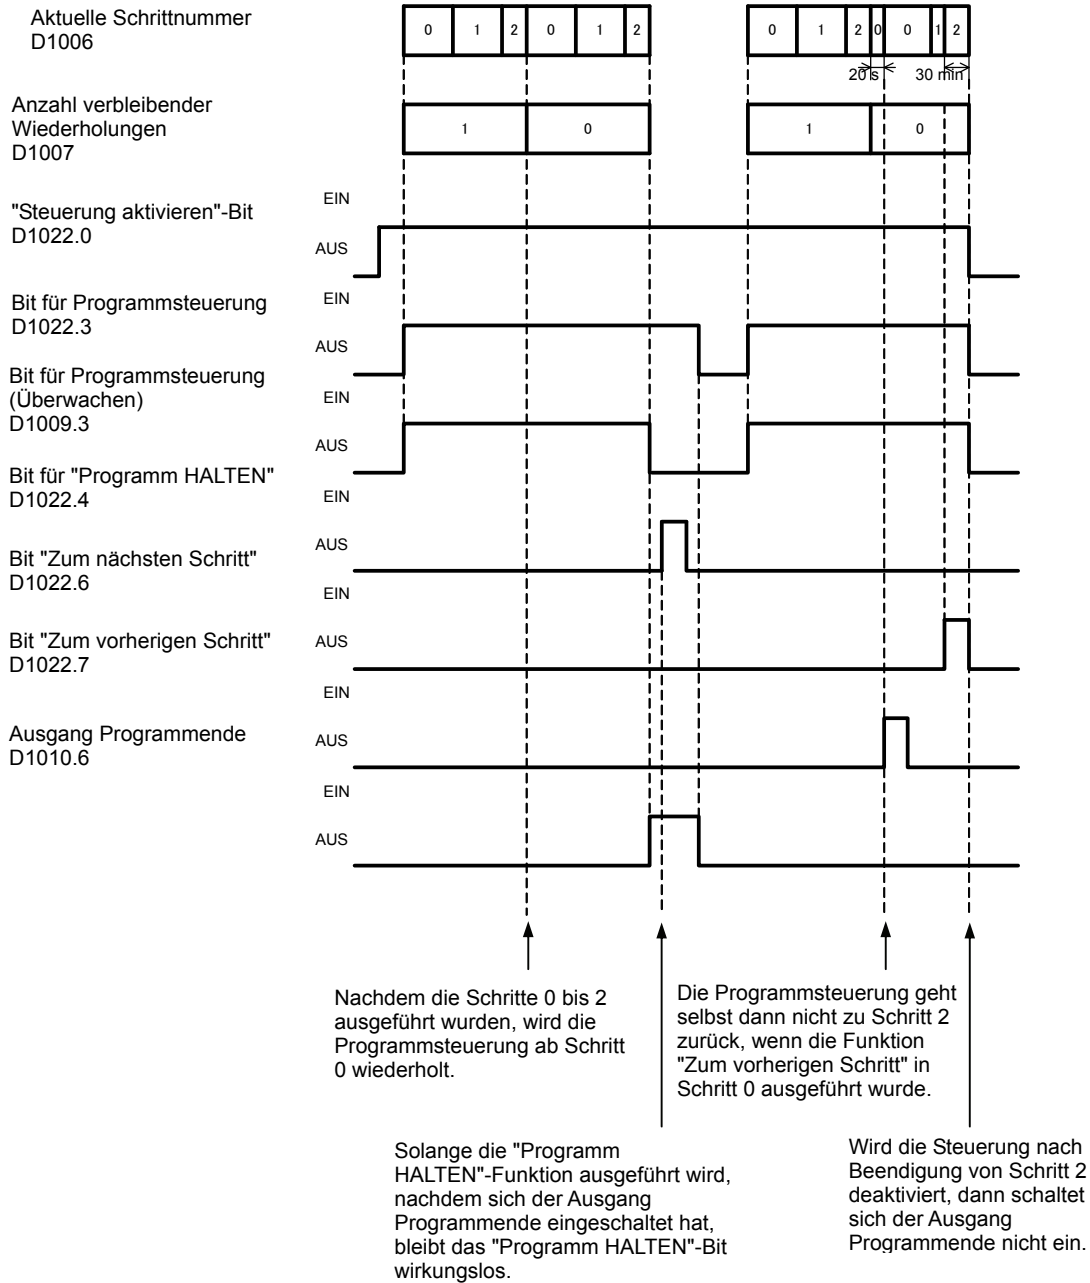 Aktuelle Schrittnummer
D1006
0 1 2 0 1 2
0 1 2 0 0 1 2
20 s 30 min
Anzahl verbleibender
Wiederholungen
D1007
1 0
1 0
"Steuerung aktivieren"-Bit
D1022.0
EIN
AUS
Bit für Programmsteuerung
D1022.3
EIN
AUS
Bit für Programmsteuerung
(Überwachen)
D1009.3
EIN
AUS
Bit für "Programm HALTEN"
D1022.4
EIN
AUS
Bit "Zum nächsten Schritt"
D1022.6
EIN
AUS
Bit "Zum vorherigen Schritt"
D1022.7
EIN
AUS
Ausgang Programmende
D1010.6
EIN
AUS
Nachdem die Schritte 0 bis 2
ausgeführt wurden, wird die
Programmsteuerung ab Schritt
0 wiederholt.
Die Programmsteuerung geht
selbst dann nicht zu Schritt 2
zurück, wenn die Funktion
"Zum vorherigen Schritt" in
Schritt 0 ausgeführt wurde.
Solange die "Programm
HALTEN"-Funktion ausgeführt wird,
nachdem sich der Ausgang
Programmende eingeschaltet hat,
bleibt das "Programm HALTEN"-Bit
wirkungslos.
Wird die Steuerung nach
Beendigung von Schritt 2
deaktiviert, dann schaltet
sich der Ausgang
Programmende nicht ein.